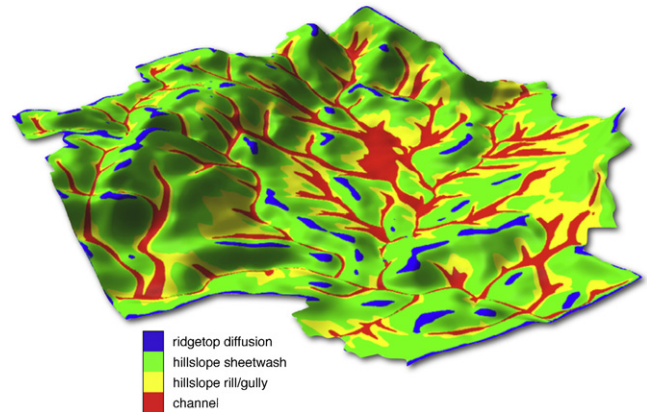 ridgetop diffusion
hillslope sheetwash
hillslope rill/gully
channel